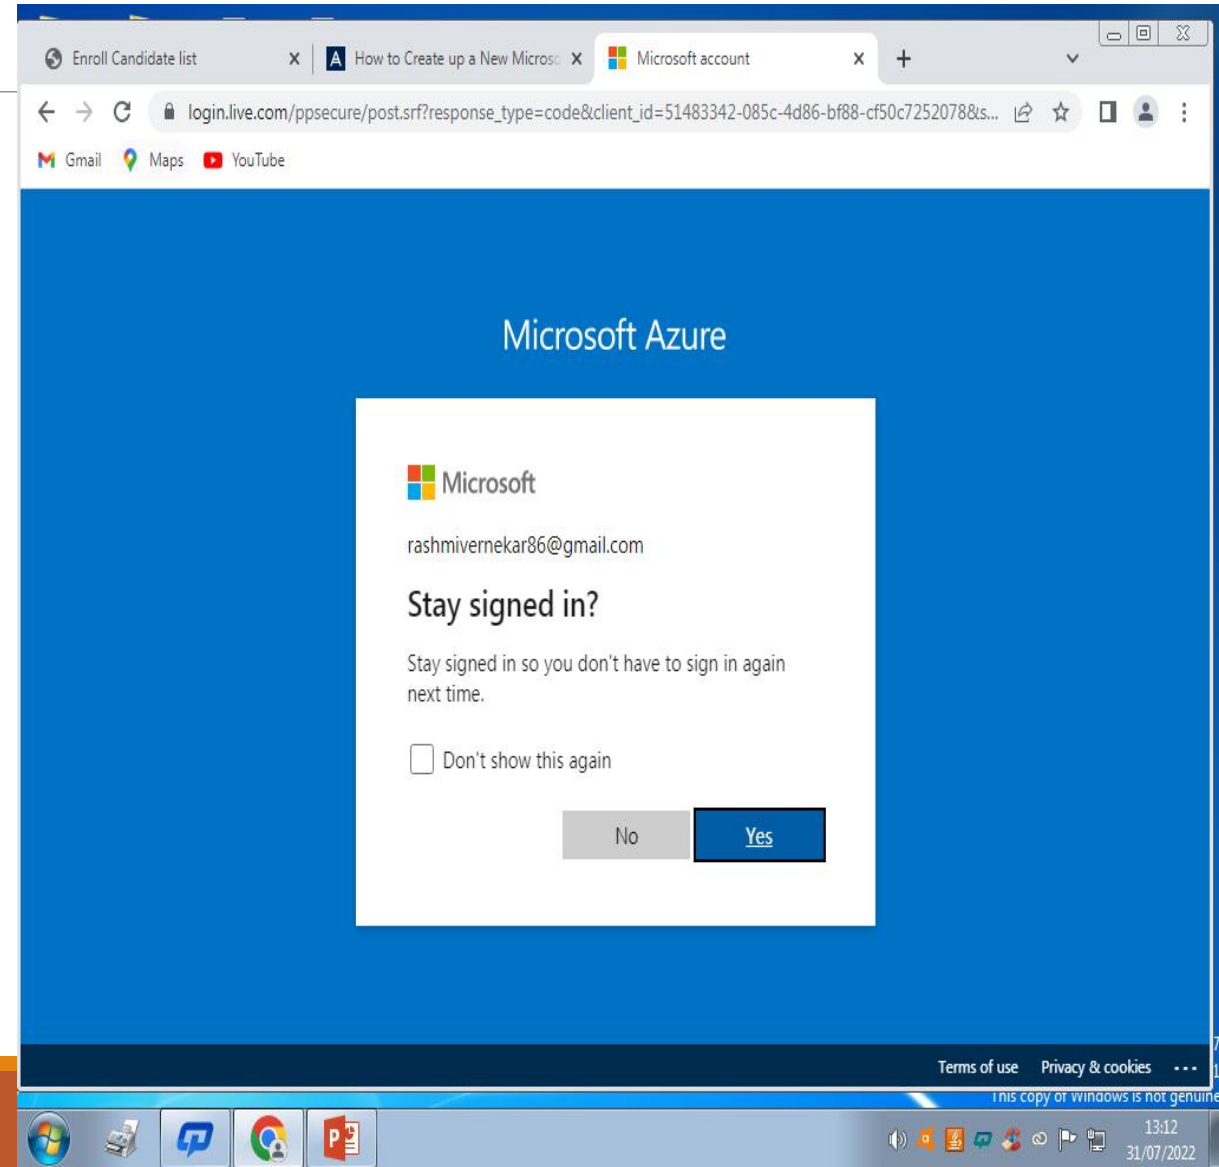 Enroll Candidate list
How to Create up a New Microso
Microsoft account
login.live.com/ppsecure/post.srf?response_type=code&client_id=51483342-085c-4d86-bf88-cf50c7252078&s...
Gmail Maps YouTube
Microsoft Azure
Microsoft
rashmivernekar86@gmail.com
Stay signed in?
Stay signed in so you don't have to sign in again
next time.
Don't show this again
No Yes
Terms of use Privacy & cookies ...
This copy of Windows is not genuine
13:12
31/07/2022